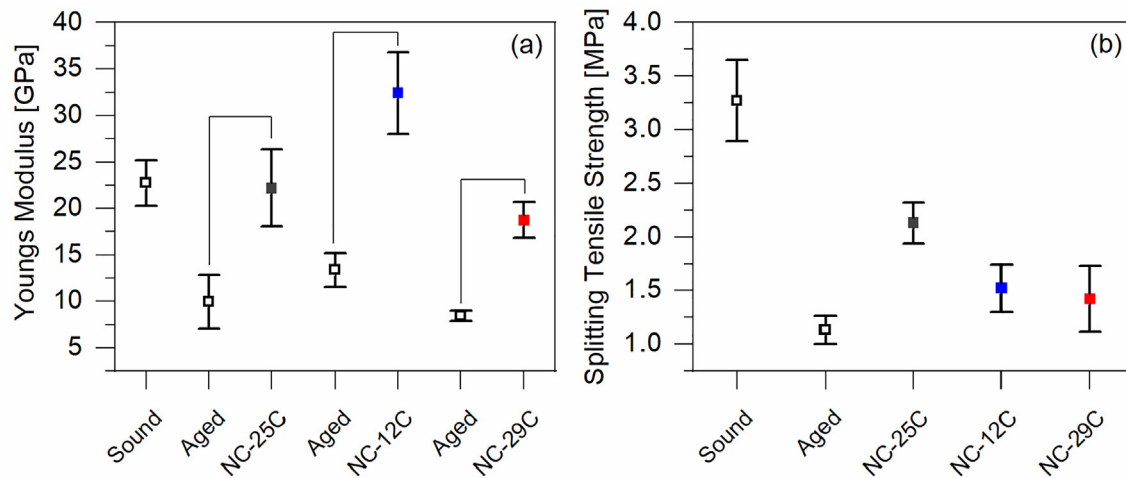 (a)
Youngs Modulus [GPa]
40
35
30
25
20
15
10
5
Sound
Aged
NC-25C
Aged
NC-12C
Aged
NC-29C
(b)
Splitting Tensile Strength [MPa]
4.0
3.5
3.0
2.5
2.0
1.5
1.0
Sound
Aged
NC-25C
NC-12C
NC-29C